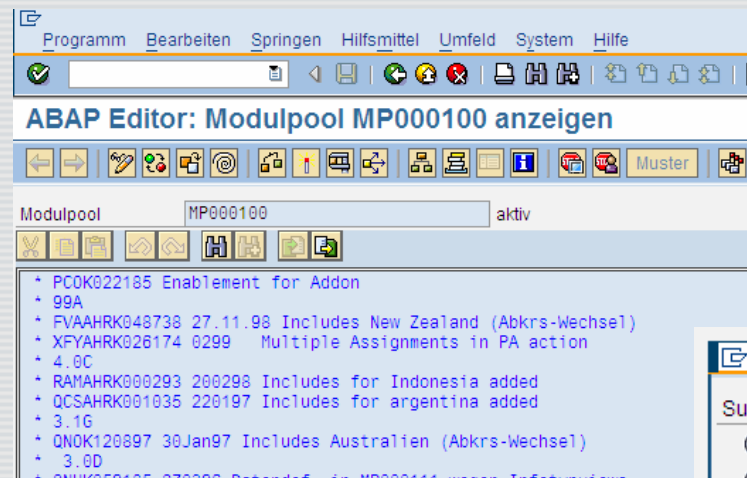 Programm Bearbeiten Springen Hilfsmittel Umfeld System Hilfe
ABAP Editor: Modulpool MP000100 anzeigen
Muster
Modulpool MP000100 aktiv
* PCOK022185 Enablement for Addon
* 99A
* FVAAHRK048738 27.11.98 Includes New Zealand (Abkrs-Wechsel)
* XFYAHRK026174 0299 Multiple Assignments in PA action
* 4.0C
* RAMAHRK000293 200298 Includes for Indonesia added
* QCSAHRK001035 220197 Includes for argentina added
* 3.1G
* QNOK120897 30Jan97 Includes Australien (Abkrs-Wechsel)
* 3.0D
Su